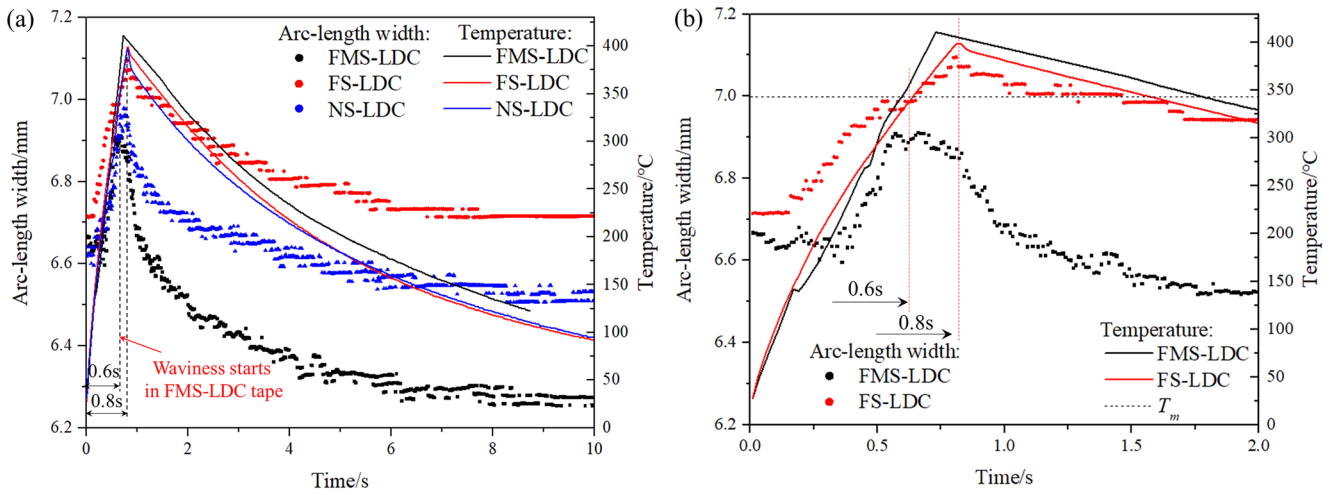 (a)
7.2
7.0
6.8
6.6
6.4
6.2
Arc-length width/mm
0
2
4
6
8
10
Time/s
400
350
300
250
200
150
100
50
0
Temperature/°C
Arc-length width:
FMS-LDC
FS-LDC
NS-LDC
Temperature:
FMS-LDC
FS-LDC
NS-LDC
Waviness starts
in FMS-LDC tape
0.6s
0.8s
(b)
7.2
7.0
6.8
6.6
6.4
6.2
Arc-length width/mm
0.0
0.5
1.0
1.5
2.0
Time/s
400
350
300
250
200
150
100
50
0
Temperature/°C
0.6s
0.8s
Arc-length width:
FMS-LDC
FS-LDC
Temperature:
FMS-LDC
FS-LDC
Tm